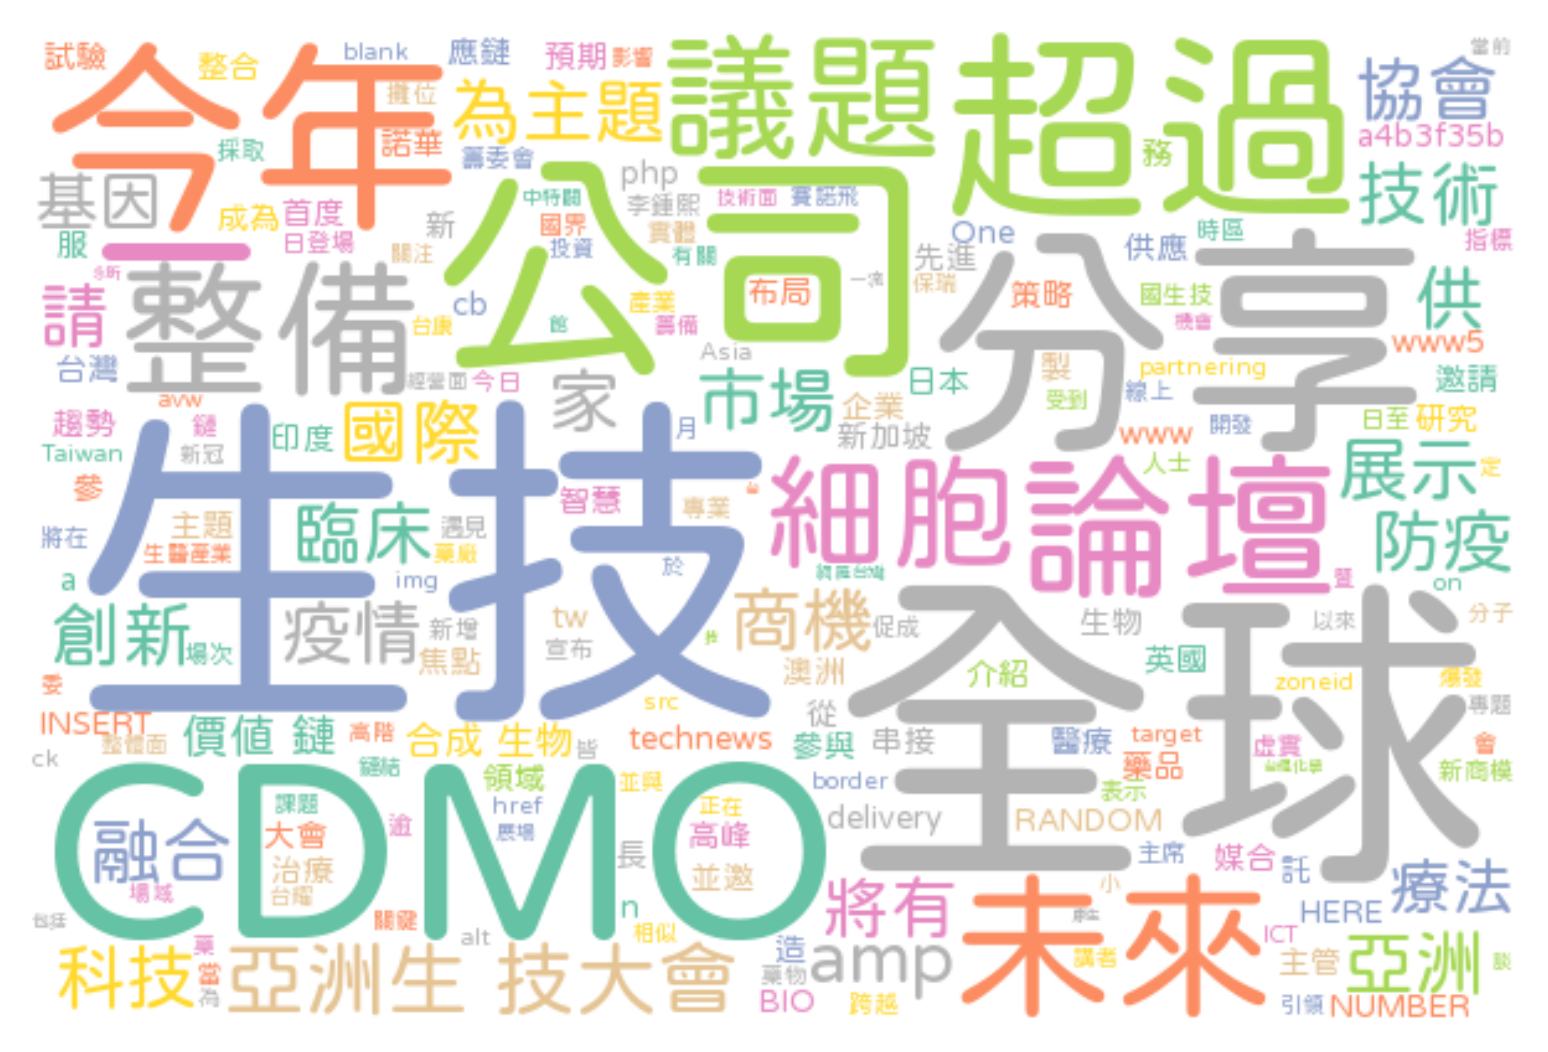 試驗
整合
blank
應鏈
預期
影響
議題
超過
當前
今年
攤位
為主題
協會
諾華
a4b3f35b
採取
籌委會
務
基因
php
技術
中特闘
技術面
賽諾飛
成為
首度
李鍾熙
新
國界
服
日登場
實體
One
供應
時區
指標
一
關注
投資
有關
先進
公司
分享
請
整備
cb
產業
布局
一滴
保瑞
策略
國生技
供
台康
館
籌備
機會
www5
台灣
Asia
經營面
今日
家
市場
日本
製
partnering
邀請
avw
企業
受到
線上
趨勢
鏈
印度
國際
月
新加坡
www
開發
日至
研究
Taiwan
新冠
人士
展示
定
參
智慧
專業
細胞
論壇
將在
主題
臨床
遇見
防疫
生醫產業
藥廠
生技
a
img
於
暨
on
創新
疫情
新增
tw
商機
促成
生物
以來
分子
場次
焦點
宣布
技
澳洲
介紹
英國
委
src
全球
zoneid
爆發
專題
INSERT
價值 鏈
高階
合成 生物
technews
從
參與
串接
醫療
target
虛實
會
整體面
皆
ck
鏈結
領域
並與
border
藥品
表示
新商模
CDMO
課題
href
正在
delivery
RANDOM
融合
大會
逾
展場
高峰
主席
媒合
治療
長
並邀
託
療法
場域
台耀
小
包括
關鍵
n
將有
未來
HERE
alt
相似
ICT
科技
藥
當
為
亞洲生 技大會
造
amp
講者
主管
亞洲
談
藥物
BIO
跨越
引領
NUMBER